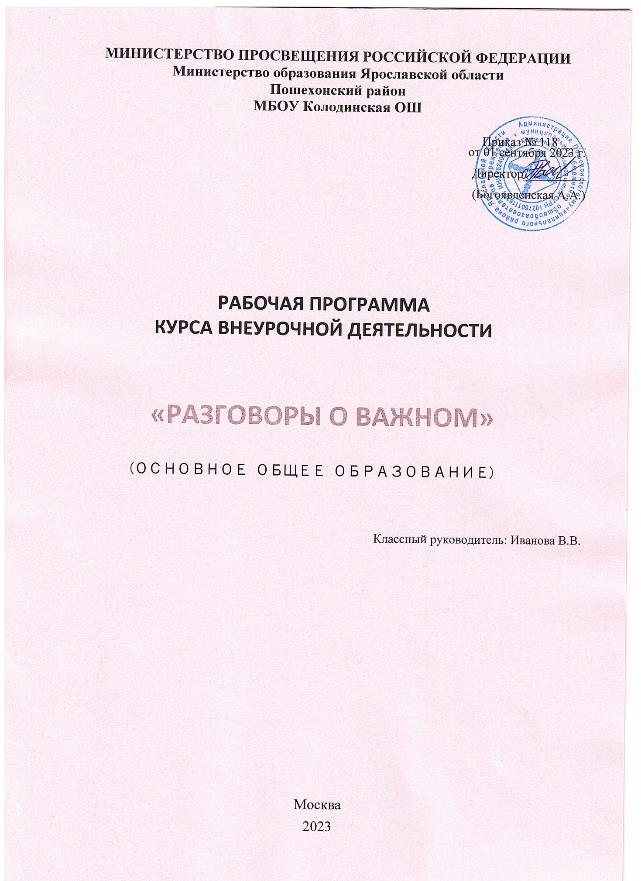 МИНИСТЕРСТВО ПРОСВЕЩЕНИЯ РОССИЙСКОЙ ФЕДЕРАЦИИ
Министерство образования Ярославской области
Пошехонский район
МБОУ Колодинская ОШ
Приказ № 118
от 01 сентября 2023 г.
Директор
(Богоявленская А.А.)
РАБОЧАЯ ПРОГРАММА
КУРСА ВНЕУРОЧНОЙ ДЕЯТЕЛЬНОСТИ
«РАЗГОВОРЫ О ВАЖНОМ»
(ОСНОВНОЕ ОБЩЕЕ ОБРАЗОВАНИЕ)
Классный руководитель: Иванова В.В.
Москва
2023